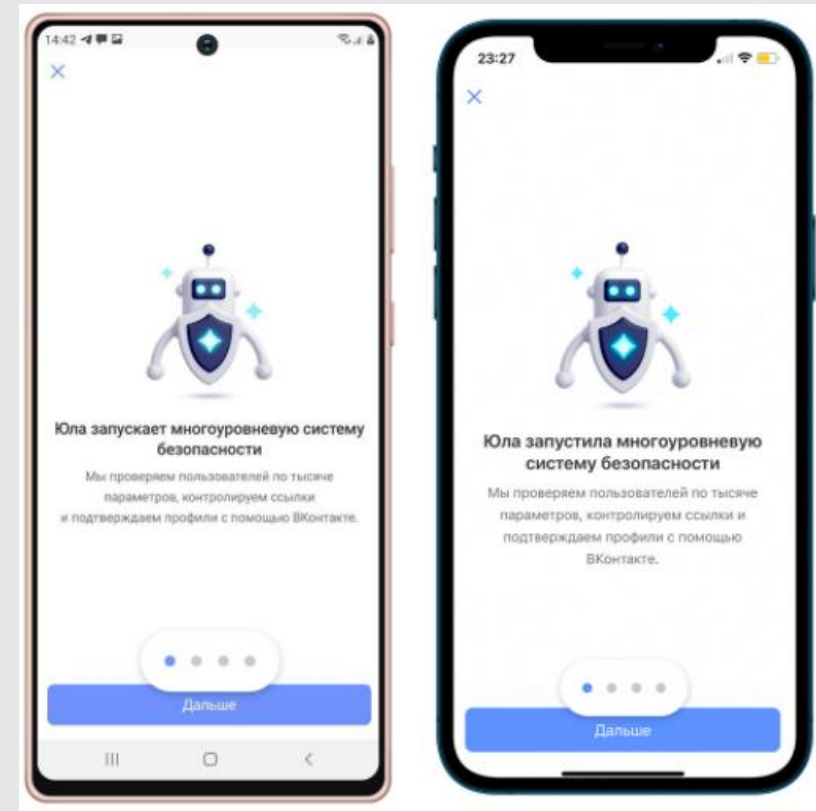 14:42
Юла запускает многоуровневую систему
безопасности
Мы проверяем пользователей по тысяче
параметров, контролируем ссылки
и подтверждаем профили с помощью ВКонтакте.
Дальше
23:27
Юла запустила многоуровневую
систему безопасности
Мы проверяем пользователей по тысяче
параметров, контролируем ссылки и
подтверждаем профили с помощью
ВКонтакте.
Дальше